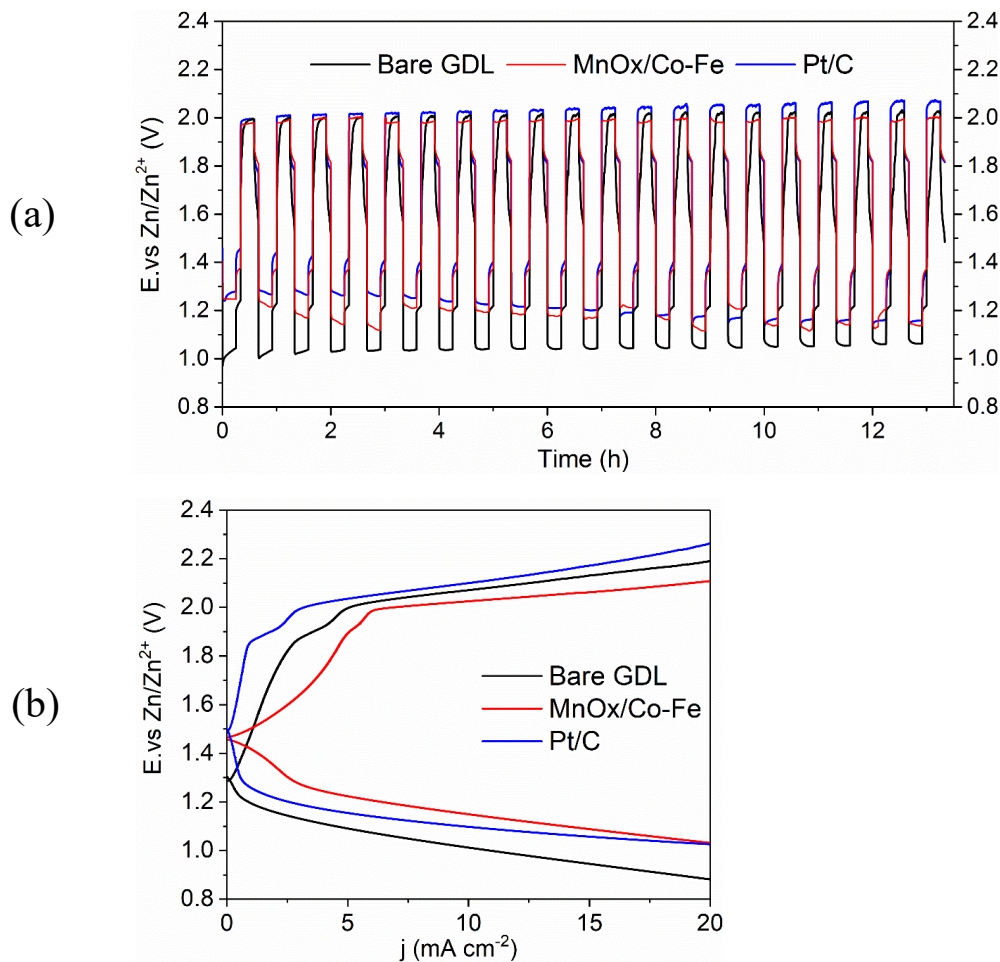 (a)
2.4
2.2
2.0
1.8
1.6
1.4
1.2
1.0
0.8
E.vs Zn/Zn²⁺ (V)
Bare GDL MnOx/Co-Fe Pt/C
2.4
2.2
2.0
1.8
1.6
1.4
1.2
1.0
0.8
0 2 4 6 8 10 12
Time (h)
(b)
2.4
2.2
2.0
1.8
1.6
1.4
1.2
1.0
0.8
E.vs Zn/Zn²⁺ (V)
Bare GDL
MnOx/Co-Fe
Pt/C
0 5 10 15 20
j (mA cm⁻²)